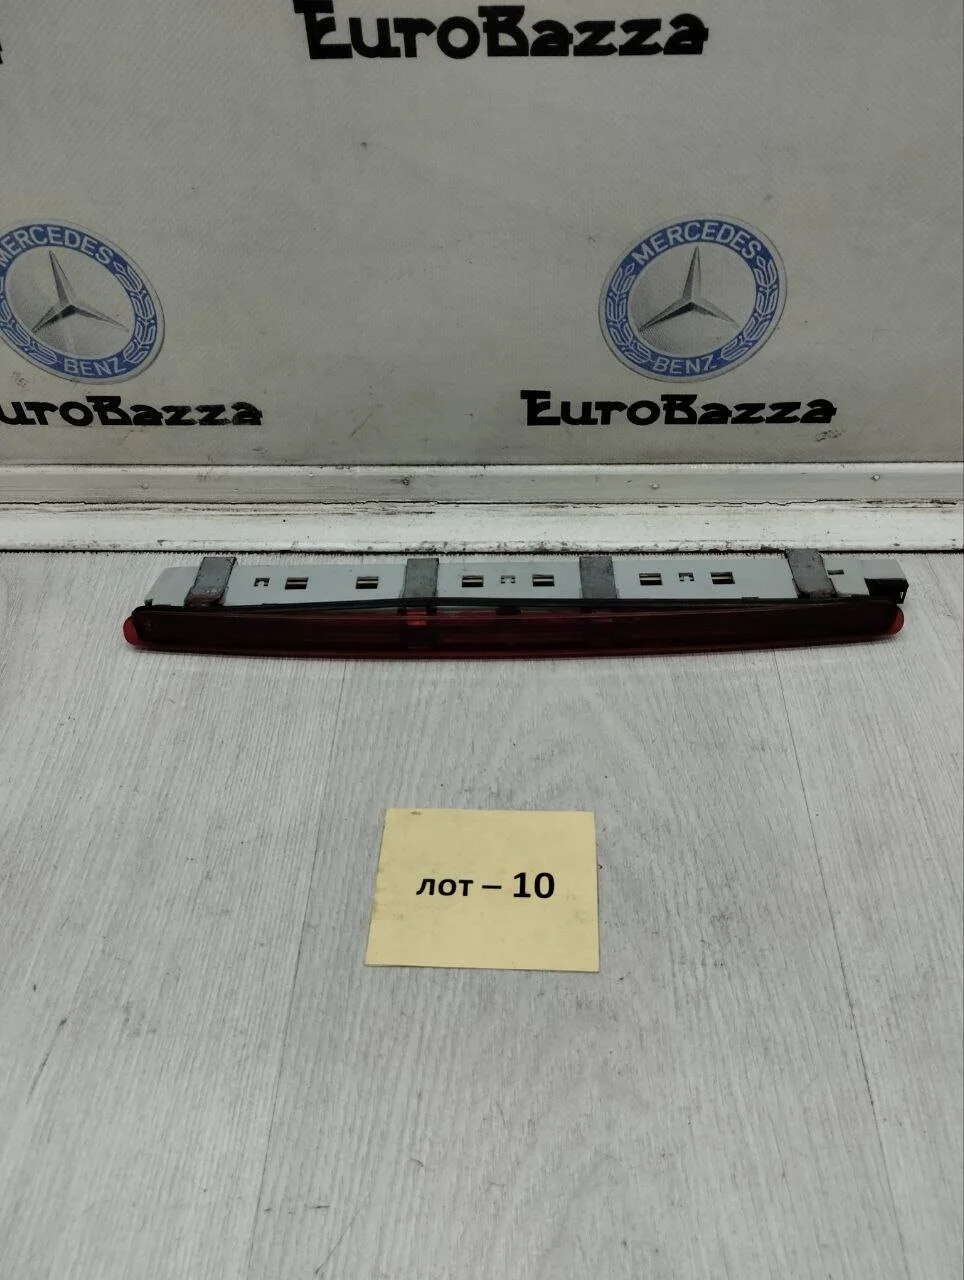 EuroBazza
MERCEDES
BENZ
MERCEDES
BENZ
uroBazza
EuroBazza
лот – 10